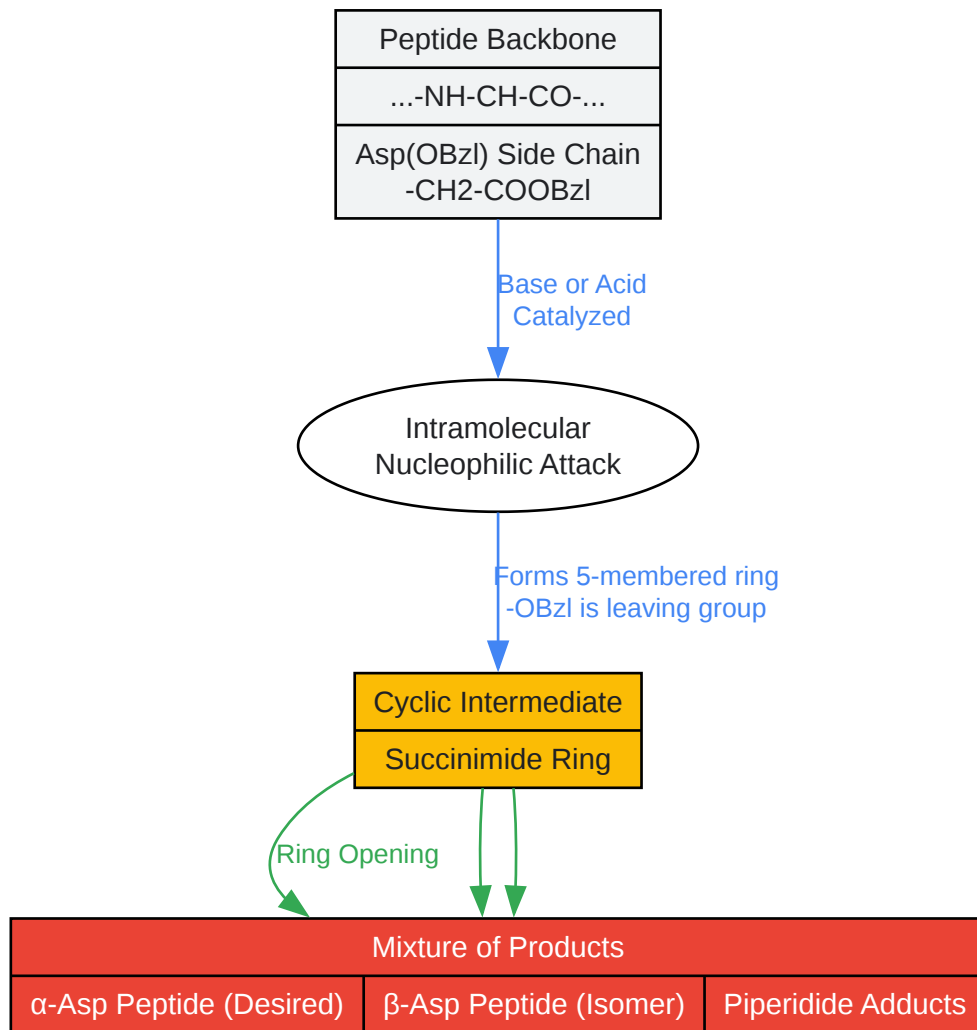 Peptide Backbone
...-NH-CH-CO-...
Asp(OBzl) Side Chain
-CH2-COOBzl
Base or Acid
Catalyzed
Intramolecular
Nucleophilic Attack
Forms 5-membered ring
-OBzl is leaving group
Cyclic Intermediate
Succinimide Ring
Ring Opening
Mixture of Products
α-Asp Peptide (Desired)
β-Asp Peptide (Isomer)
Piperidide Adducts